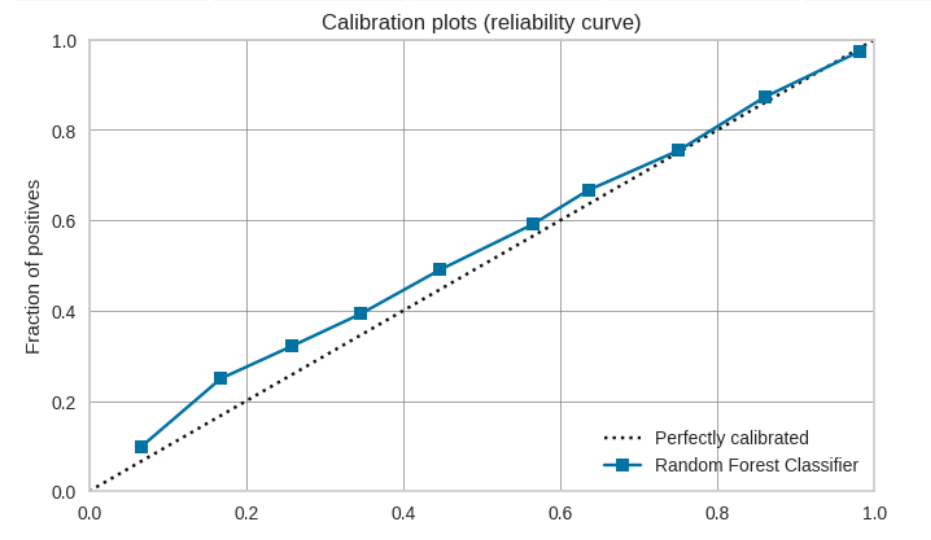 Calibration plots (reliability curve)
1.0
0.8
0.6
0.4
0.2
0.0
Fraction of positives
Perfectly calibrated
Random Forest Classifier
0.0 0.2 0.4 0.6 0.8 1.0